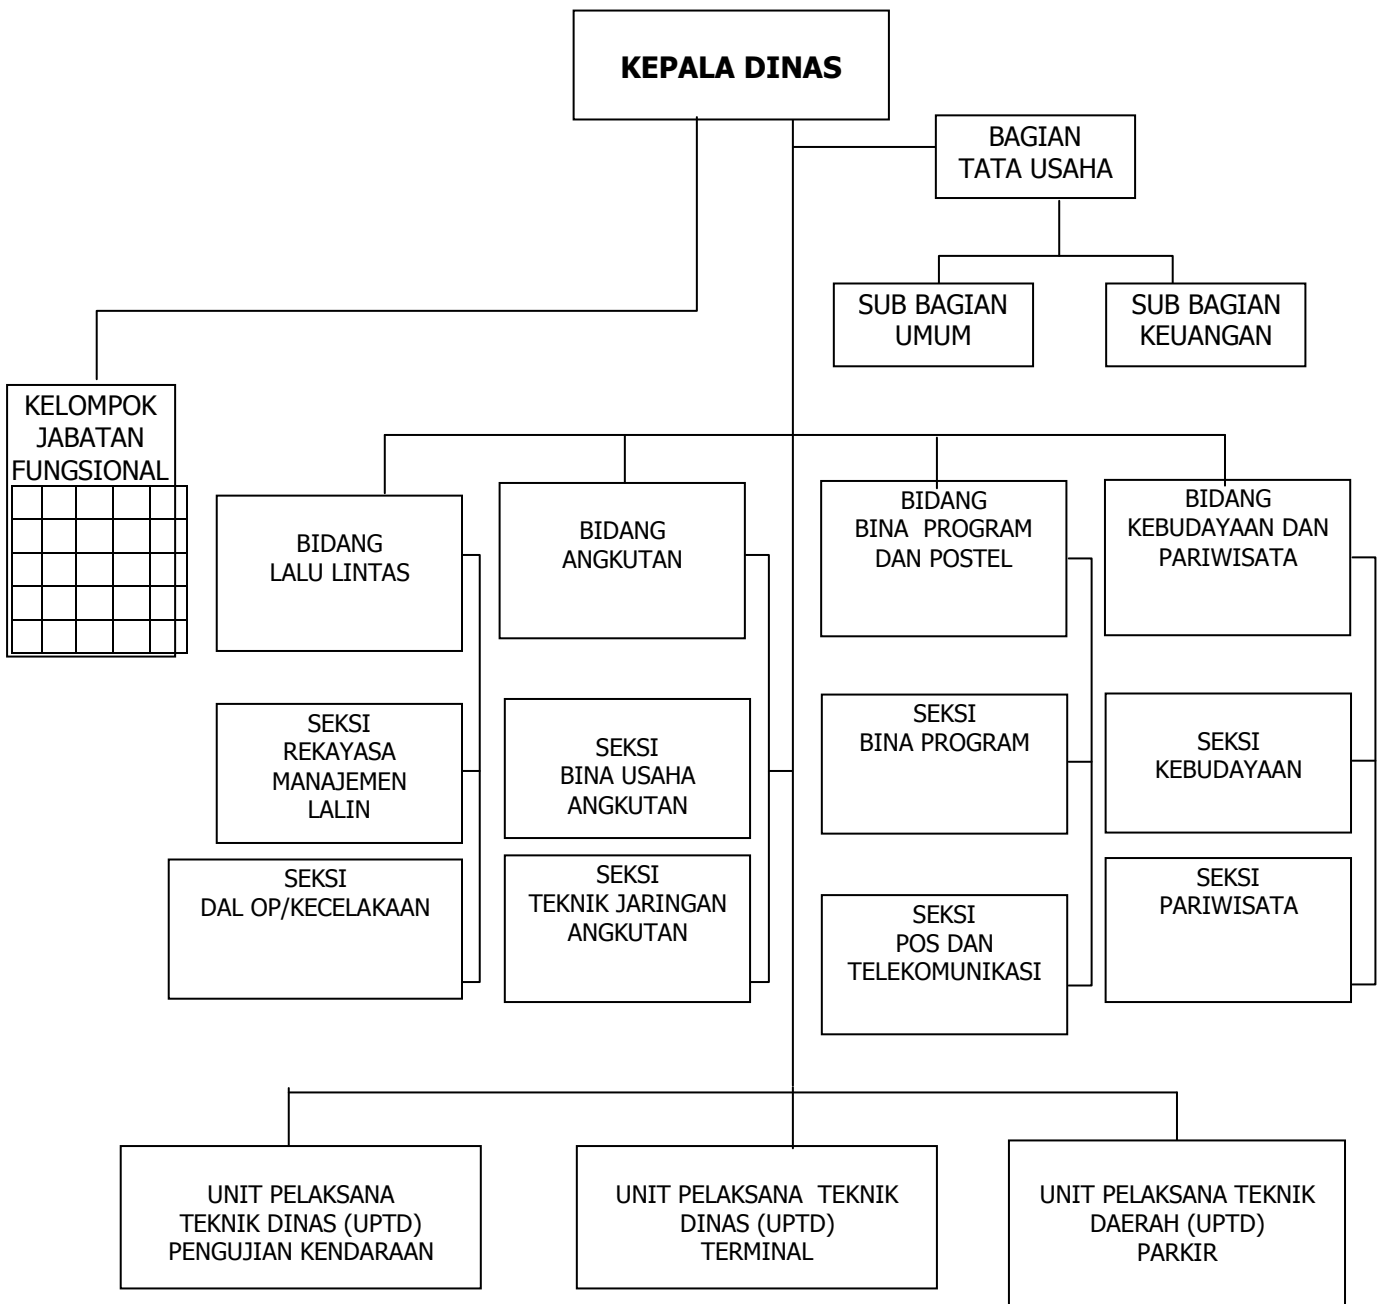 KEPALA DINAS
BAGIAN
TATA USAHA
SUB BAGIAN
UMUM
SUB BAGIAN
KEUANGAN
KELOMPOK
JABATAN
FUNGSIONAL
BIDANG
LALU LINTAS
BIDANG
ANGKUTAN
BIDANG
BINA PROGRAM
DAN POSTEL
BIDANG
KEBUDAYAAN DAN
PARIWISATA
SEKSI
REKAYASA
MANAJEMEN
LALIN
SEKSI
BINA USAHA
ANGKUTAN
SEKSI
BINA PROGRAM
SEKSI
KEBUDAYAAN
SEKSI
DAL OP/KECELAKAAN
SEKSI
TEKNIK JARINGAN
ANGKUTAN
SEKSI
POS DAN
TELEKOMUNIKASI
SEKSI
PARIWISATA
UNIT PELAKSANA
TEKNIK DINAS (UPTD)
PENGUJIAN KENDARAAN
UNIT PELAKSANA TEKNIK
DINAS (UPTD)
TERMINAL
UNIT PELAKSANA TEKNIK
DAERAH (UPTD)
PARKIR